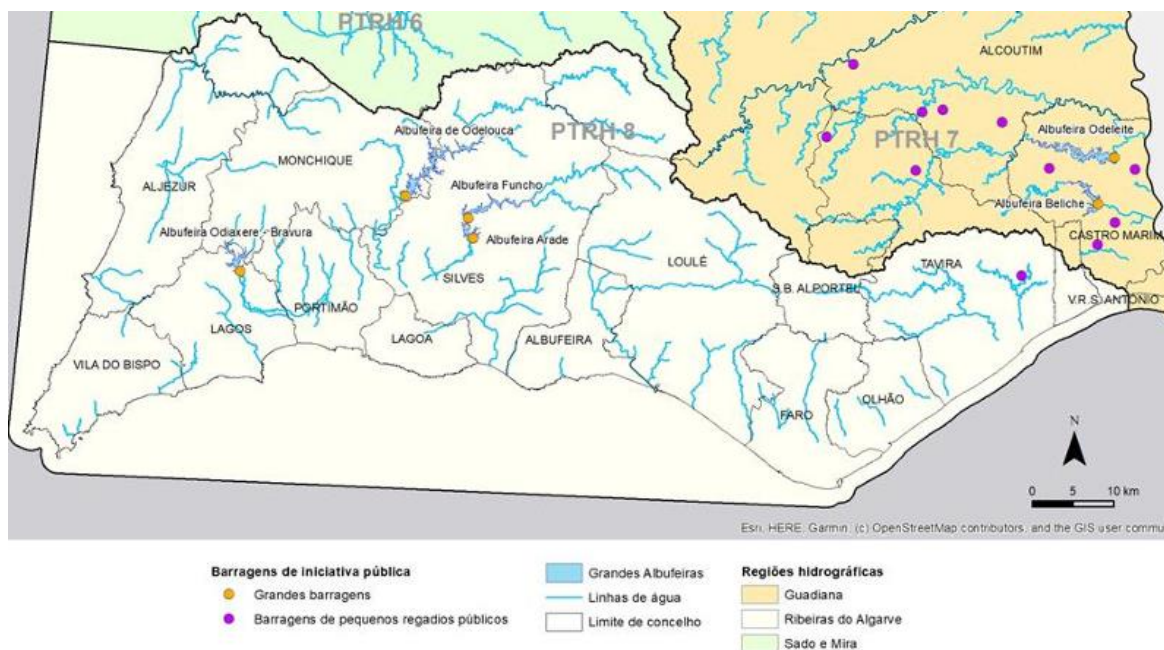 PTRH 6
ALCOUTIM
Albufeira de Odelouca
PTRH 8
PTRH 7
Albufeira Odeleite
MONCHIQUE
ALJEZUR
Albufeira Funcho
Albufeira Beliche
Albufeira Odiaxere - Bravura
Albufeira Arade
CASTRO MARIM
LOULÉ
TAVIRA
SILVES
S.B. ALPORTEL
V.R.S. ANTÓNIO
PORTIMÃO
LAGOS
LAGOA
ALBUFEIRA
VILA DO BISPO
OLHÃO
FARO
N
0 5 10 km
Esri, HERE, Garmin, (c) OpenStreetMap contributors, and the GIS user commu
Barragens de iniciativa pública
Grandes barragens
Barragens de pequenos regadios públicos
Grandes Albufeiras
Linhas de água
Limite de concelho
Regiões hidrográficas
Guadiana
Ribeiras do Algarve
Sado e Mira